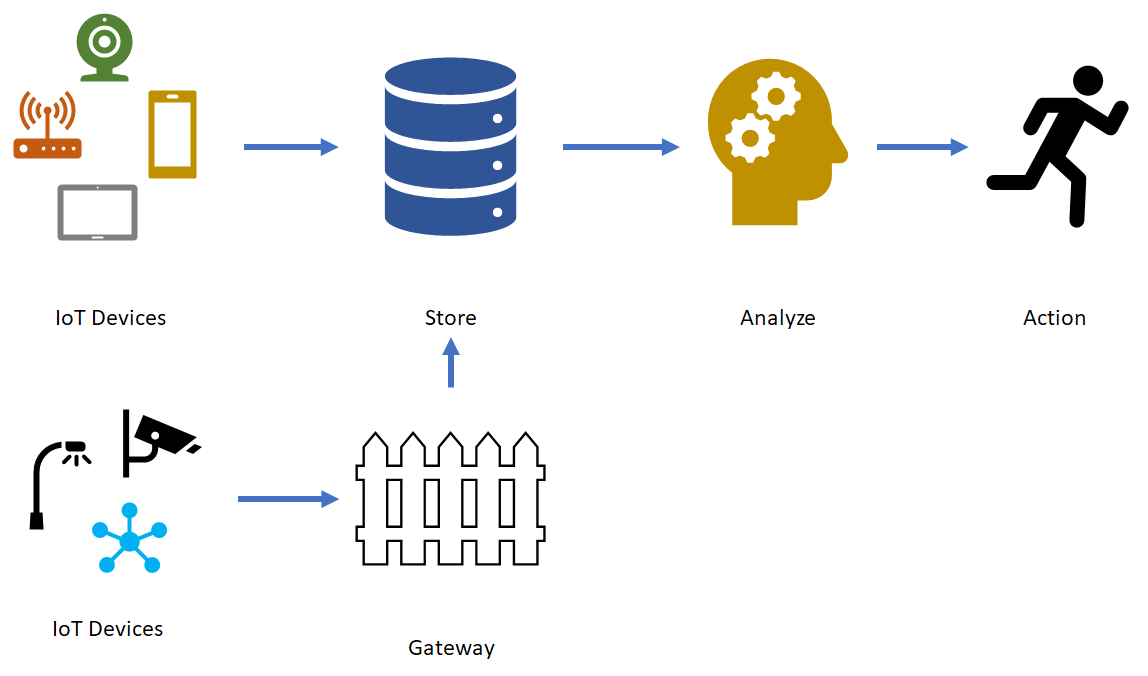 IoT Devices
Store
Analyze
Action
IoT Devices
Gateway